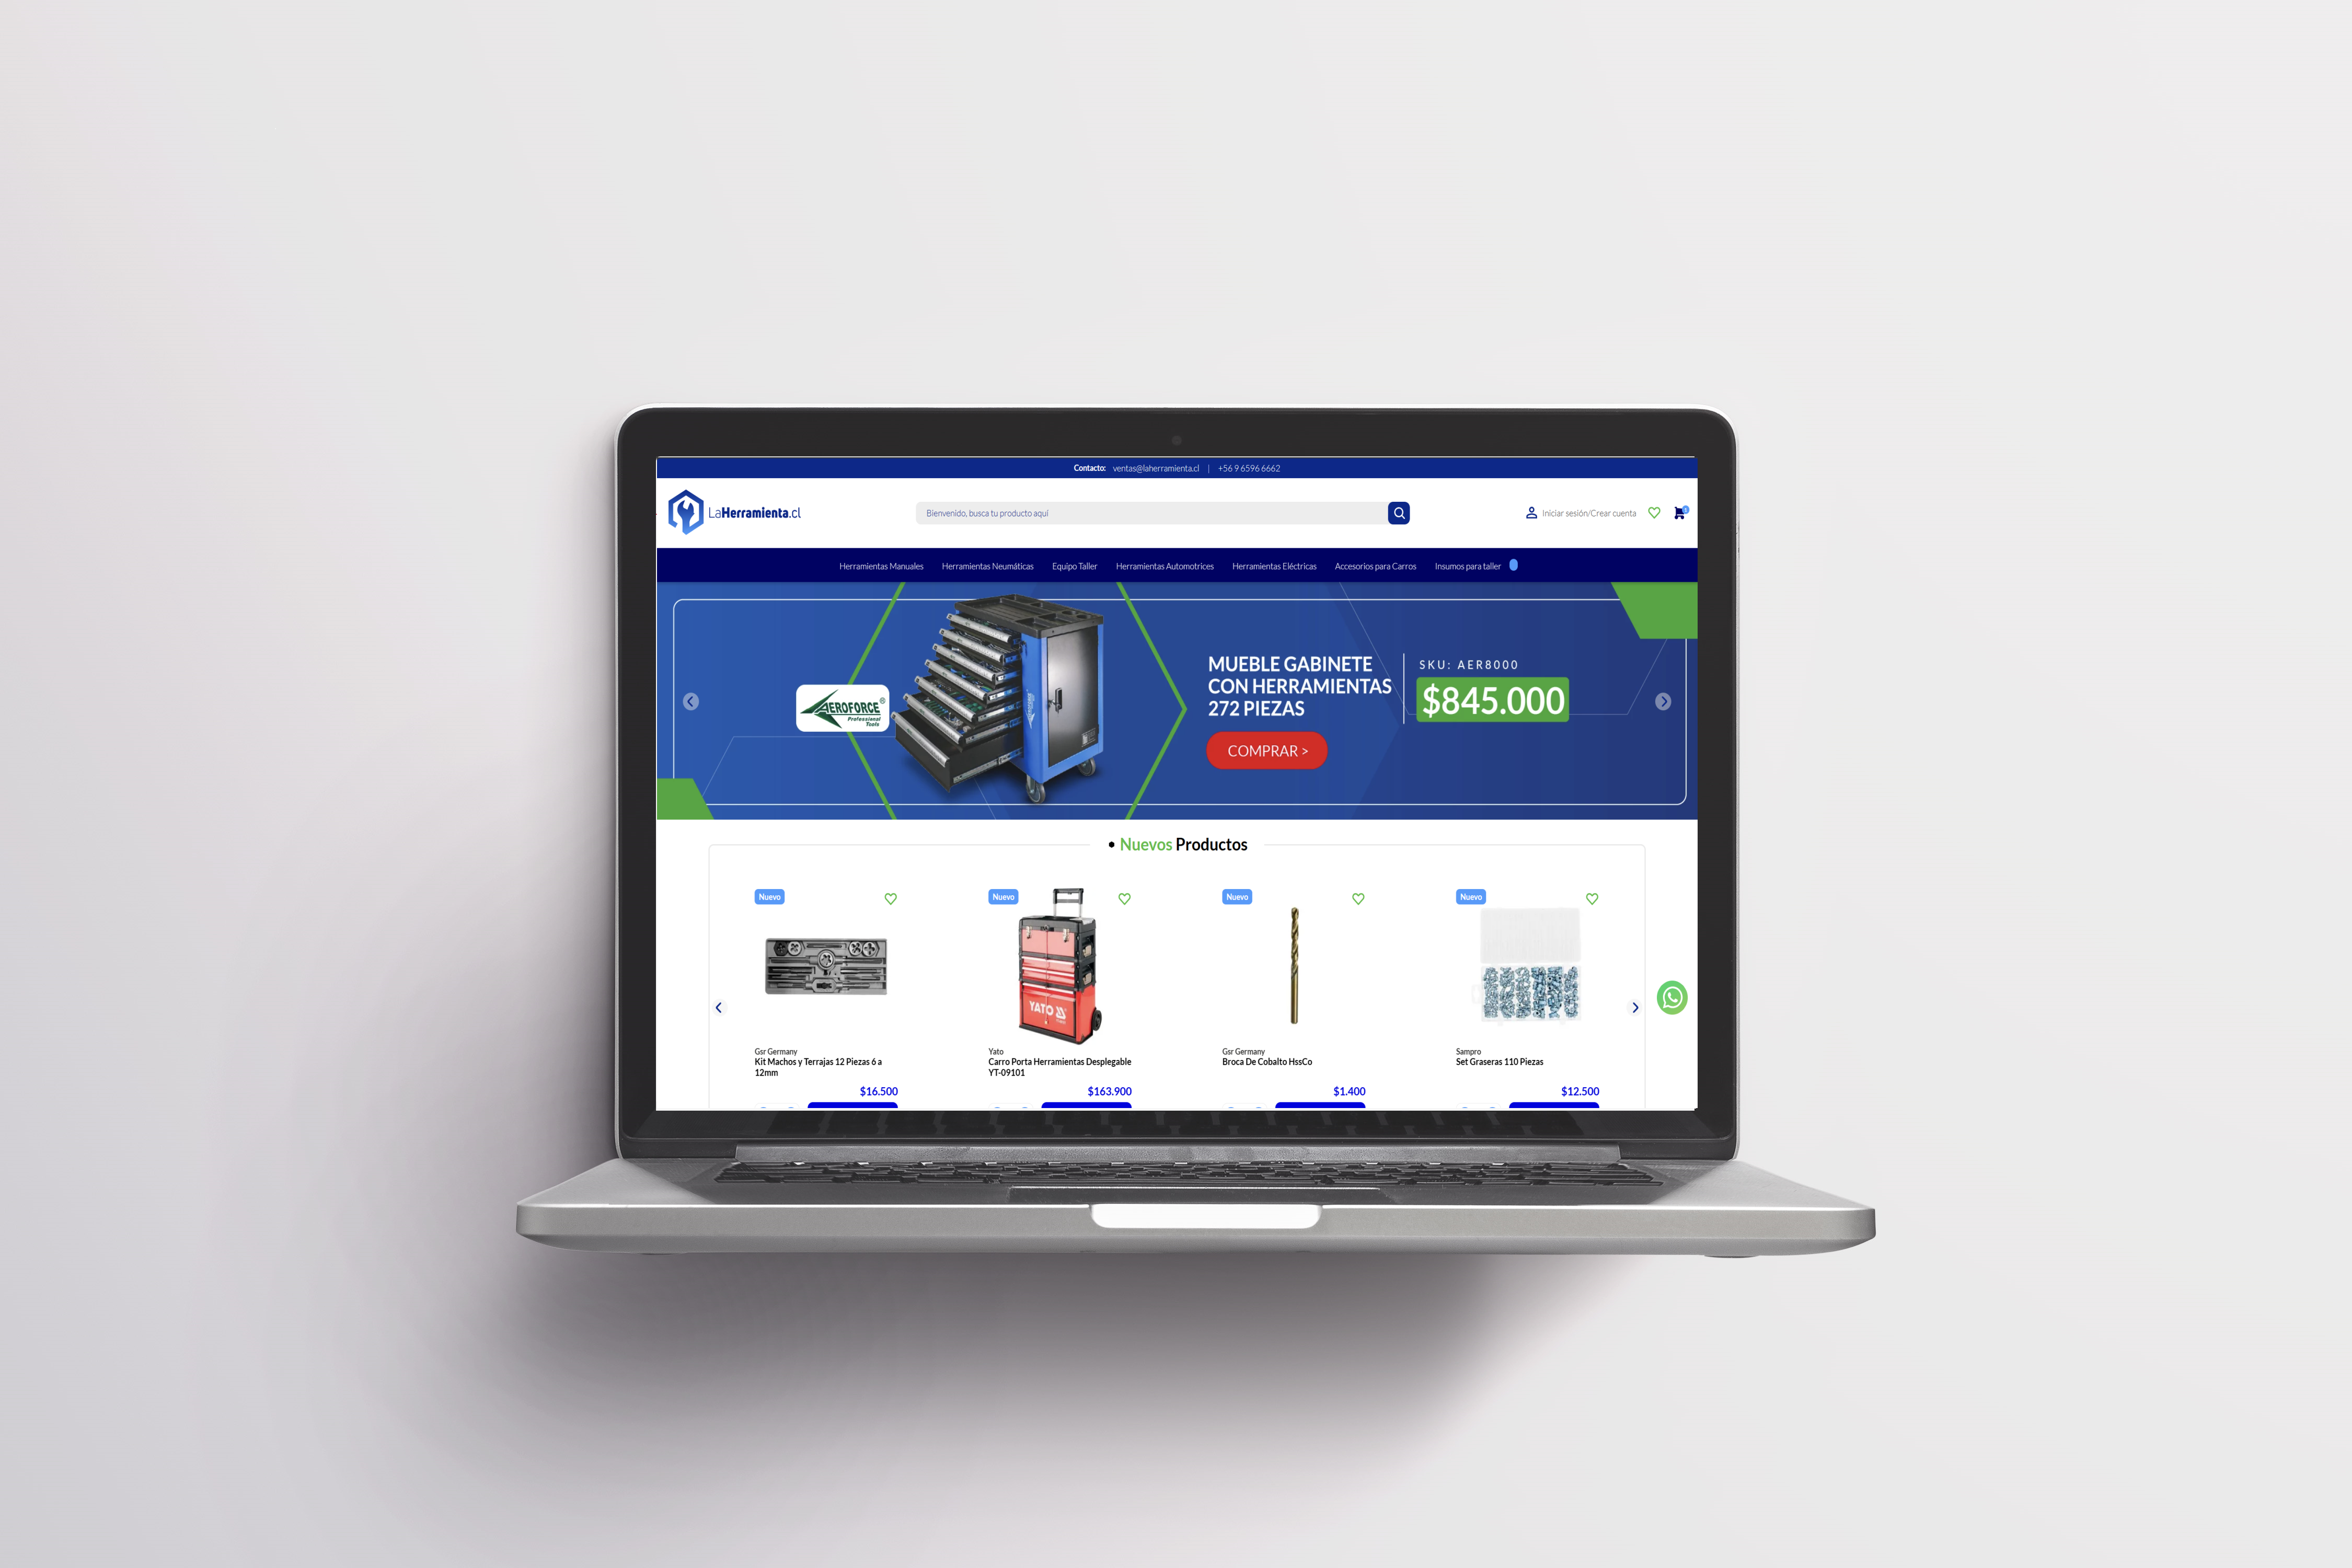 Contacto: ventas@laherramienta.cl | +56 9 6596 6662
LaHerramienta.cl
Bienvenido, busca tu producto aquí
Iniciar sesión/Crear cuenta
Herramientas Manuales Herramientas Neumáticas Equipo Taller Herramientas Automotrices Herramientas Eléctricas Accesorios para Carros Insumos para taller
AEROFORCE®
Professional
Tools
MUEBLE GABINETE
CON HERRAMIENTAS
272 PIEZAS
SKU: AER8000
$845.000
COMPRAR >
• Nuevos Productos
Nuevo
Gsr Germany
Kit Machos y Terrajas 12 Piezas 6 a
12mm
$16.500
Nuevo
YATO
Yato
Carro Porta Herramientas Desplegable
YT-09101
$163.900
Nuevo
Gsr Germany
Broca De Cobalto HssCo
$1.400
Nuevo
Sampro
Set Graseras 110 Piezas
$12.500